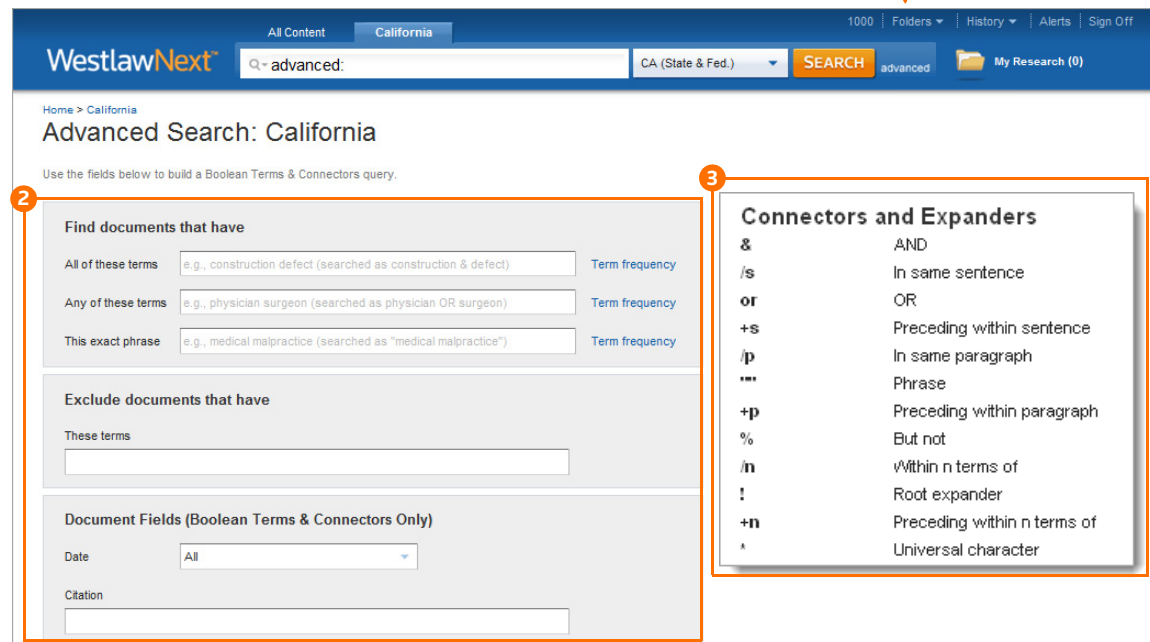 1000 Folders History Alerts Sign Off
All Content California
WestlawNext™ advanced: CA (State & Fed.) SEARCH advanced My Research (0)
Home > California
Advanced Search: California
Use the fields below to build a Boolean Terms & Connectors query.
2
Find documents that have
All of these terms e.g., construction defect (searched as construction & defect) Term frequency
Any of these terms e.g., physician surgeon (searched as physician OR surgeon) Term frequency
This exact phrase e.g., medical malpractice (searched as "medical malpractice") Term frequency
Exclude documents that have
These terms
Document Fields (Boolean Terms & Connectors Only)
Date All
Citation
3
Connectors and Expanders
& AND
/s In same sentence
or OR
+s Preceding within sentence
/p In same paragraph
"" Phrase
+p Preceding within paragraph
% But not
/n Within n terms of
! Root expander
+n Preceding within n terms of
* Universal character